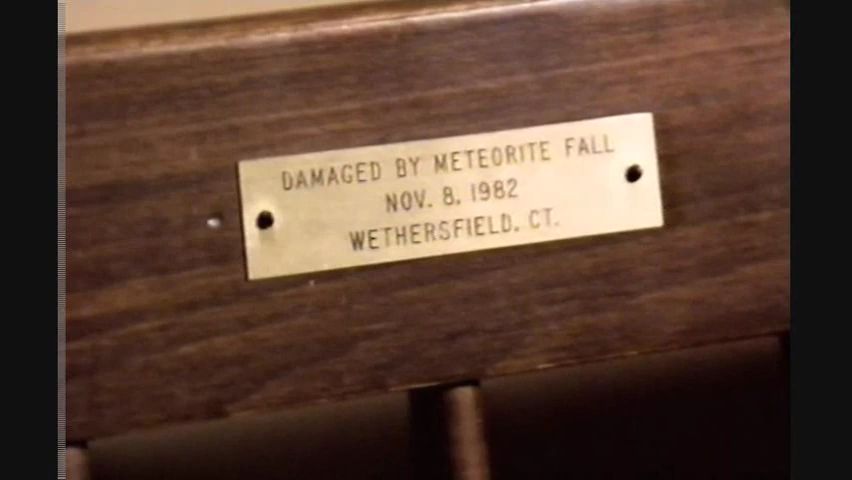 DAMAGED BY METEORITE FALL
NOV. 8, 1982
WETHERSFIELD, CT.